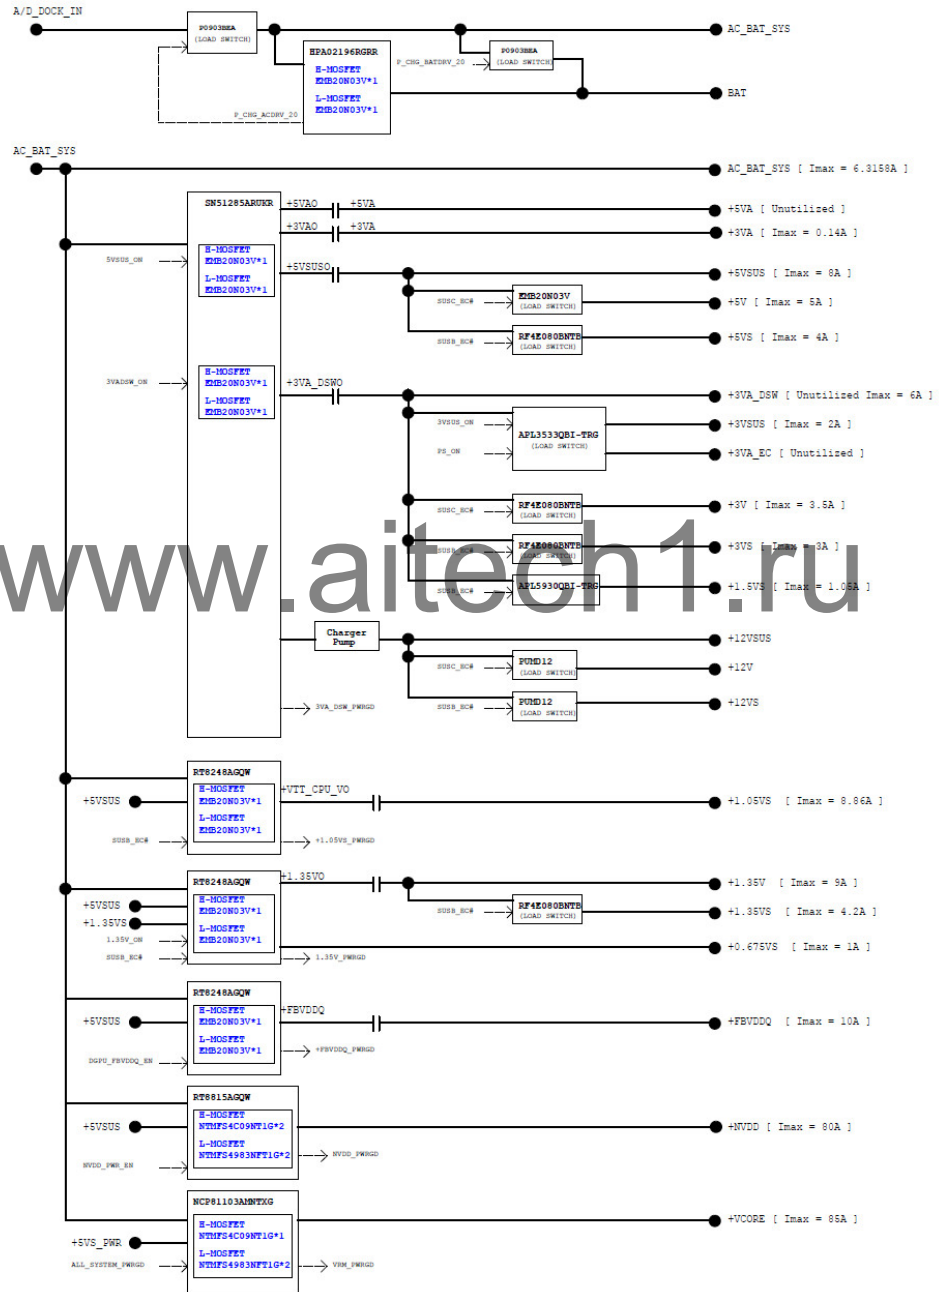 A/D_DOCK_IN
P0903BEA
(LOAD SWITCH)
AC_BAT_SYS
HPA02196RGRR
H-MOSFET
EMB20N03V*1
L-MOSFET
EMB20N03V*1
P_CHG_BATDRV_20
P0903BEA
(LOAD SWITCH)
BAT
P_CHG_ACDRV_20
AC_BAT_SYS
AC_BAT_SYS [ Imax = 6.3158A ]
SN51285ARUKR
+5VAO
+5VA
+5VA [ Unutilized ]
+3VAO
+3VA
+3VA [ Imax = 0.14A ]
5VSUS_ON
H-MOSFET
EMB20N03V*1
L-MOSFET
EMB20N03V*1
+5VSUSO
+5VSUS [ Imax = 8A ]
SUSC_EC#
EMB20N03V
(LOAD SWITCH)
+5V [ Imax = 5A ]
SUSB_EC#
RF4E080BNTB
(LOAD SWITCH)
+5VS [ Imax = 4A ]
3VADSW_ON
H-MOSFET
EMB20N03V*1
L-MOSFET
EMB20N03V*1
+3VA_DSWO
+3VA_DSW [ Unutilized Imax = 6A ]
3VSUS_ON
PS_ON
APL3533QBI-TRG
(LOAD SWITCH)
+3VSUS [ Imax = 2A ]
+3VA_EC [ Unutilized ]
SUSC_EC#
RF4E080BNTB
(LOAD SWITCH)
+3V [ Imax = 3.5A ]
SUSB_EC#
RF4E080BNTB
(LOAD SWITCH)
+3VS [ Imax = 3A ]
SUSB_EC#
APL5930QBI-TRG
+1.5VS [ Imax = 1.05A ]
www.aitech1.ru
Charger
Pump
+12VSUS
SUSC_EC#
PUMD12
(LOAD SWITCH)
+12V
SUSB_EC#
PUMD12
(LOAD SWITCH)
+12VS
3VA_DSW_PWRGD
RT8248AGQW
+5VSUS
H-MOSFET
EMB20N03V*1
L-MOSFET
EMB20N03V*1
+VTT_CPU_VO
+1.05VS [ Imax = 8.86A ]
SUSB_EC#
+1.05VS_PWRGD
RT8248AGQW
+5VSUS
+1.35VS
1.35V_ON
SUSB_EC#
H-MOSFET
EMB20N03V*1
L-MOSFET
EMB20N03V*1
+1.35VO
+1.35V [ Imax = 9A ]
SUSB_EC#
RF4E080BNTB
(LOAD SWITCH)
+1.35VS [ Imax = 4.2A ]
+0.675VS [ Imax = 1A ]
1.35V_PWRGD
RT8248AGQW
+5VSUS
H-MOSFET
EMB20N03V*1
L-MOSFET
EMB20N03V*1
+FBVDDQ
+FBVDDQ [ Imax = 10A ]
DGPU_FBVDDQ_EN
+FBVDDQ_PWRGD
RT8815AGQW
+5VSUS
H-MOSFET
NTMFS4C09NT1G*2
L-MOSFET
NTMFS4983NFT1G*2
+NVDD [ Imax = 80A ]
NVDD_PWR_EN
NVDD_PWRGD
NCP81103AMNTXG
H-MOSFET
NTMFS4C09NT1G*1
L-MOSFET
NTMFS4983NFT1G*2
+VCORE [ Imax = 85A ]
+5VS_PWR
ALL_SYSTEM_PWRGD
VRM_PWRGD